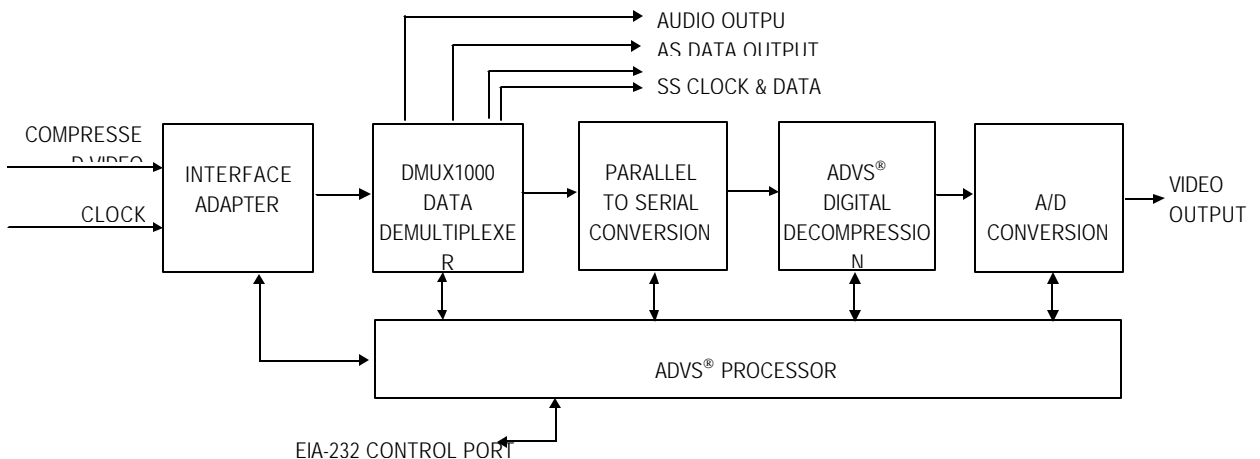 AUDIO OUTPU
AS DATA OUTPUT
SS CLOCK & DATA
COMPRESSE
D VIDEO
CLOCK
INTERFACE
ADAPTER
DMUX1000
DATA
DEMULTIPLEXE
R
PARALLEL
TO SERIAL
CONVERSION
ADVS®
DIGITAL
DECOMPRESSIO
N
A/D
CONVERSION
VIDEO
OUTPUT
ADVS® PROCESSOR
EIA-232 CONTROL PORT